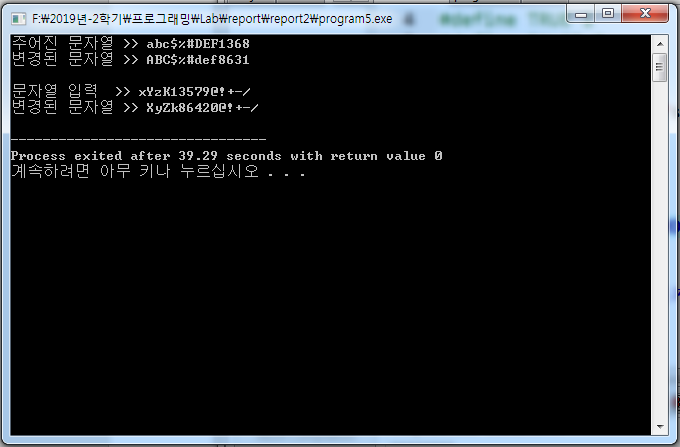 F:₩2019년-2학기₩프로그래밍₩Lab₩report₩report2₩program5.exe
4 #define TRUE
주어진 문자열 >> abc$%#DEF1368
변경된 문자열 >> ABC$%#def8631
문자열 입력 >> xYzK13579@!+-/
변경된 문자열 >> XyZk86420@!+-/
--------------------------------
Process exited after 39.29 seconds with return value 0
계속하려면 아무 키나 누르십시오 . . .